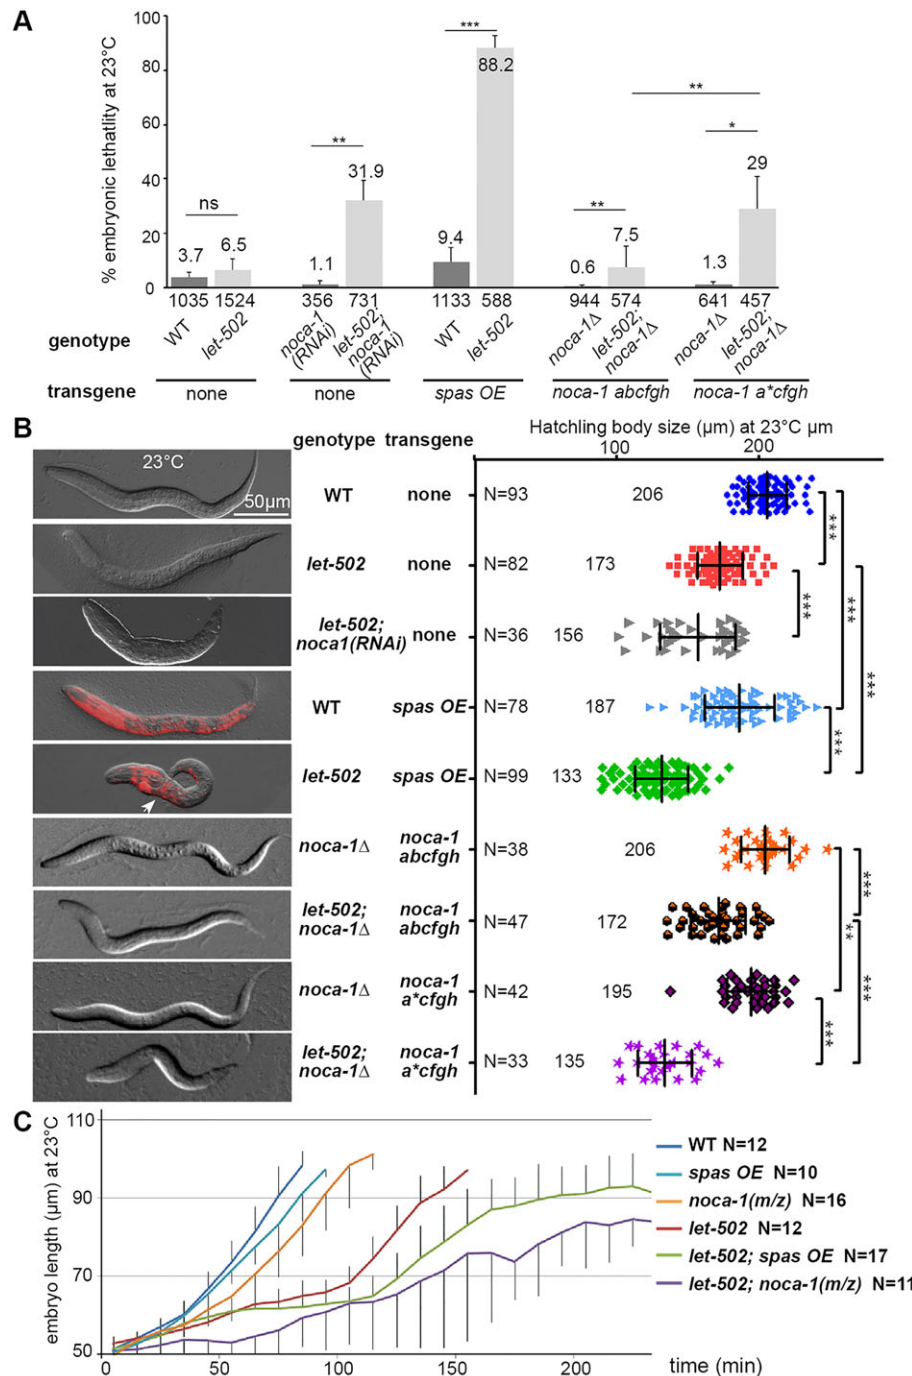 A
% embryonic lethatlity at 23°C
100
80
60
40
20
0
ns
**
***
**
**
*
3.7
6.5
1.1
31.9
9.4
88.2
0.6
7.5
1.3
29
1035 1524 356 731 1133 588 944 574 641 457
genotype
WT
let-502
noca-1 (RNAi)
let-502; noca-1 (RNAi)
WT
let-502
noca-1Δ
let-502; noca-1Δ
noca-1Δ
let-502; noca-1Δ
transgene
none
none
spas OE
noca-1 abcfgh
noca-1 a*cfgh
B
genotype transgene
Hatchling body size (μm) at 23°C μm
100 200
23°C
50μm
WT none N=93 206
let-502 none N=82 173
let-502;
noca1(RNAi) none N=36 156
WT spas OE N=78 187
let-502 spas OE N=99 133
noca-1Δ noca-1 abcfgh N=38 206
let-502; noca-1Δ noca-1 abcfgh N=47 172
noca-1Δ noca-1 a*cfgh N=42 195
let-502; noca-1Δ noca-1 a*cfgh N=33 135
***
***
***
***
***
***
**
***
***
C
embryo length (μm) at 23°C
110
90
70
50
0 50 100 150 200
time (min)
WT N=12
spas OE N=10
noca-1(m/z) N=16
let-502 N=12
let-502; spas OE N=17
let-502; noca-1(m/z) N=11